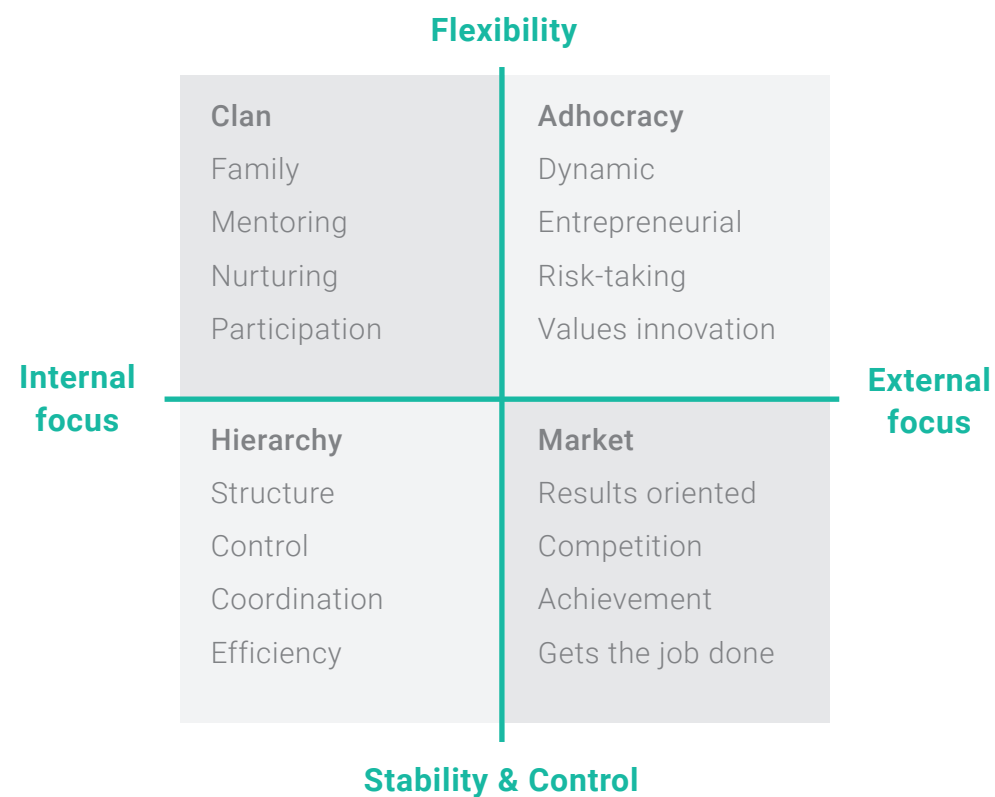 Flexibility
Clan
Family
Mentoring
Nurturing
Participation
Adhocracy
Dynamic
Entrepreneurial
Risk-taking
Values innovation
Internal
focus
External
focus
Hierarchy
Structure
Control
Coordination
Efficiency
Market
Results oriented
Competition
Achievement
Gets the job done
Stability & Control